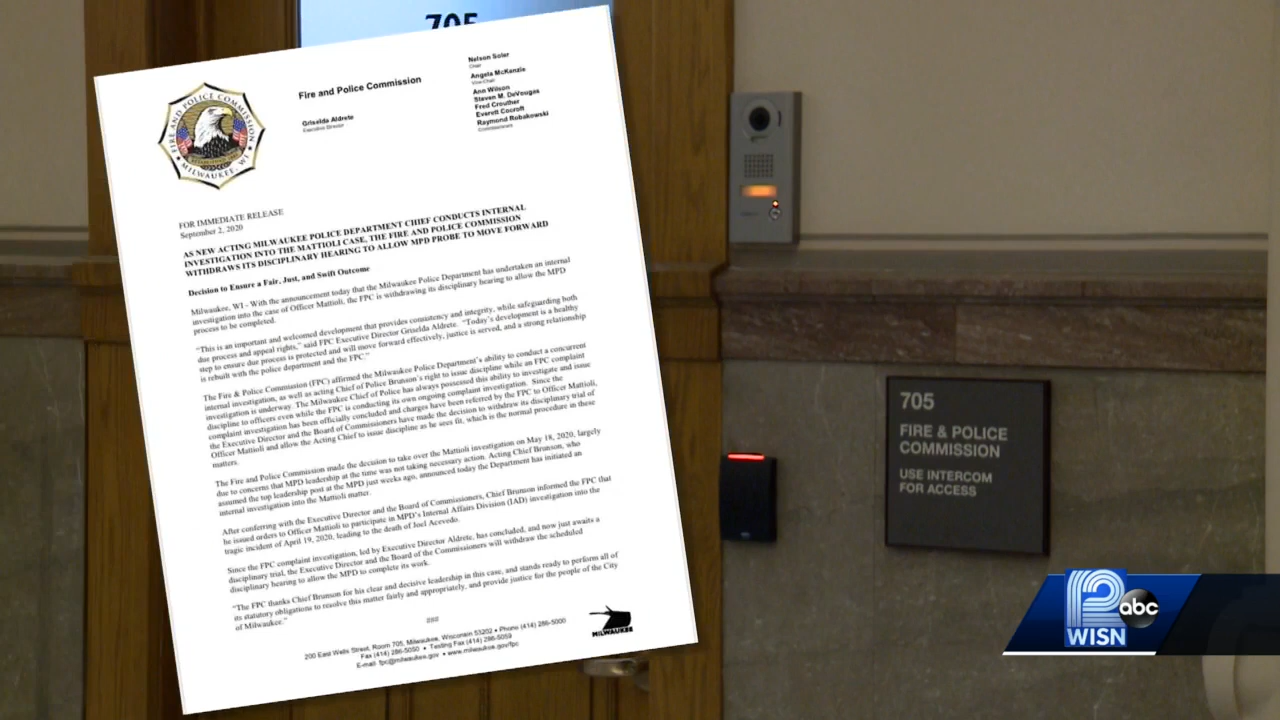 705
FIRE AND POLICE COMMISSION
MILWAUKEE, WI
Fire and Police Commission
Griselda Aldrete
Executive Director
Nelson Soler
Chair
Angela McKenzie
Vice-Chair
Ann Wilson
Steven M. DeVougas
Fred Crouther
Everett Cocroft
Raymond Robakowski
Commissioners
FOR IMMEDIATE RELEASE
September 2, 2020
AS NEW ACTING MILWAUKEE POLICE DEPARTMENT CHIEF CONDUCTS INTERNAL
INVESTIGATION INTO THE MATTIOLI CASE, THE FIRE AND POLICE COMMISSION
WITHDRAWS ITS DISCIPLINARY HEARING TO ALLOW MPD PROBE TO MOVE FORWARD
Decision to Ensure a Fair, Just, and Swift Outcome
Milwaukee, WI - With the announcement today that the Milwaukee Police Department has undertaken an internal
investigation into the case of Officer Mattioli, the FPC is withdrawing its disciplinary hearing to allow the MPD
process to be completed.
“This is an important and welcomed development that provides consistency and integrity, while safeguarding both
due process and appeal rights,” said FPC Executive Director Griselda Aldrete. “Today’s development is a healthy
step to ensure due process is protected and will move forward effectively, justice is served, and a strong relationship
is rebuilt with the police department and the FPC.”
The Fire & Police Commission (FPC) affirmed the Milwaukee Police Department’s ability to conduct a concurrent
internal investigation, as well as acting Chief of Police Brunson’s right to issue discipline while an FPC complaint
investigation is underway. The Milwaukee Chief of Police has always possessed this ability to investigate and issue
discipline to officers even while the FPC is conducting its own ongoing complaint investigation. Since the
complaint investigation has been officially concluded and charges have been referred by the FPC to Officer Mattioli,
the Executive Director and the Board of Commissioners have made the decision to withdraw its disciplinary trial of
Officer Mattioli and allow the Acting Chief to issue discipline as he sees fit, which is the normal procedure in these
matters.
The Fire and Police Commission made the decision to take over the Mattioli investigation on May 18, 2020, largely
due to concerns that MPD leadership at the time was not taking necessary action. Acting Chief Brunson, who
assumed the top leadership post at the MPD just weeks ago, announced today the Department has initiated an
internal investigation into the Mattioli matter.
After conferring with the Executive Director and the Board of Commissioners, Chief Brunson informed the FPC that
he issued orders to Officer Mattioli to participate in MPD’s Internal Affairs Division (IAD) investigation into the
tragic incident of April 19, 2020, leading to the death of Joel Acevedo.
Since the FPC complaint investigation, led by Executive Director Aldrete, has concluded, and now just awaits a
disciplinary trial, the Executive Director and the Board of the Commissioners will withdraw the scheduled
disciplinary hearing to allow the MPD to complete its work.
“The FPC thanks Chief Brunson for his clear and decisive leadership in this case, and stands ready to perform all of
its statutory obligations to resolve this matter fairly and appropriately, and provide justice for the people of the City
of Milwaukee.”
###
200 East Wells Street, Room 705, Milwaukee, Wisconsin 53202 • Phone (414) 286-5000
Fax (414) 286-5050 • Testing Fax (414) 286-5059
E-mail: fpc@milwaukee.gov • www.milwaukee.gov/fpc
MILWAUKEE
705
FIRE & POLICE
COMMISSION
USE INTERCOM
FOR ACCESS
12
abc
WISN